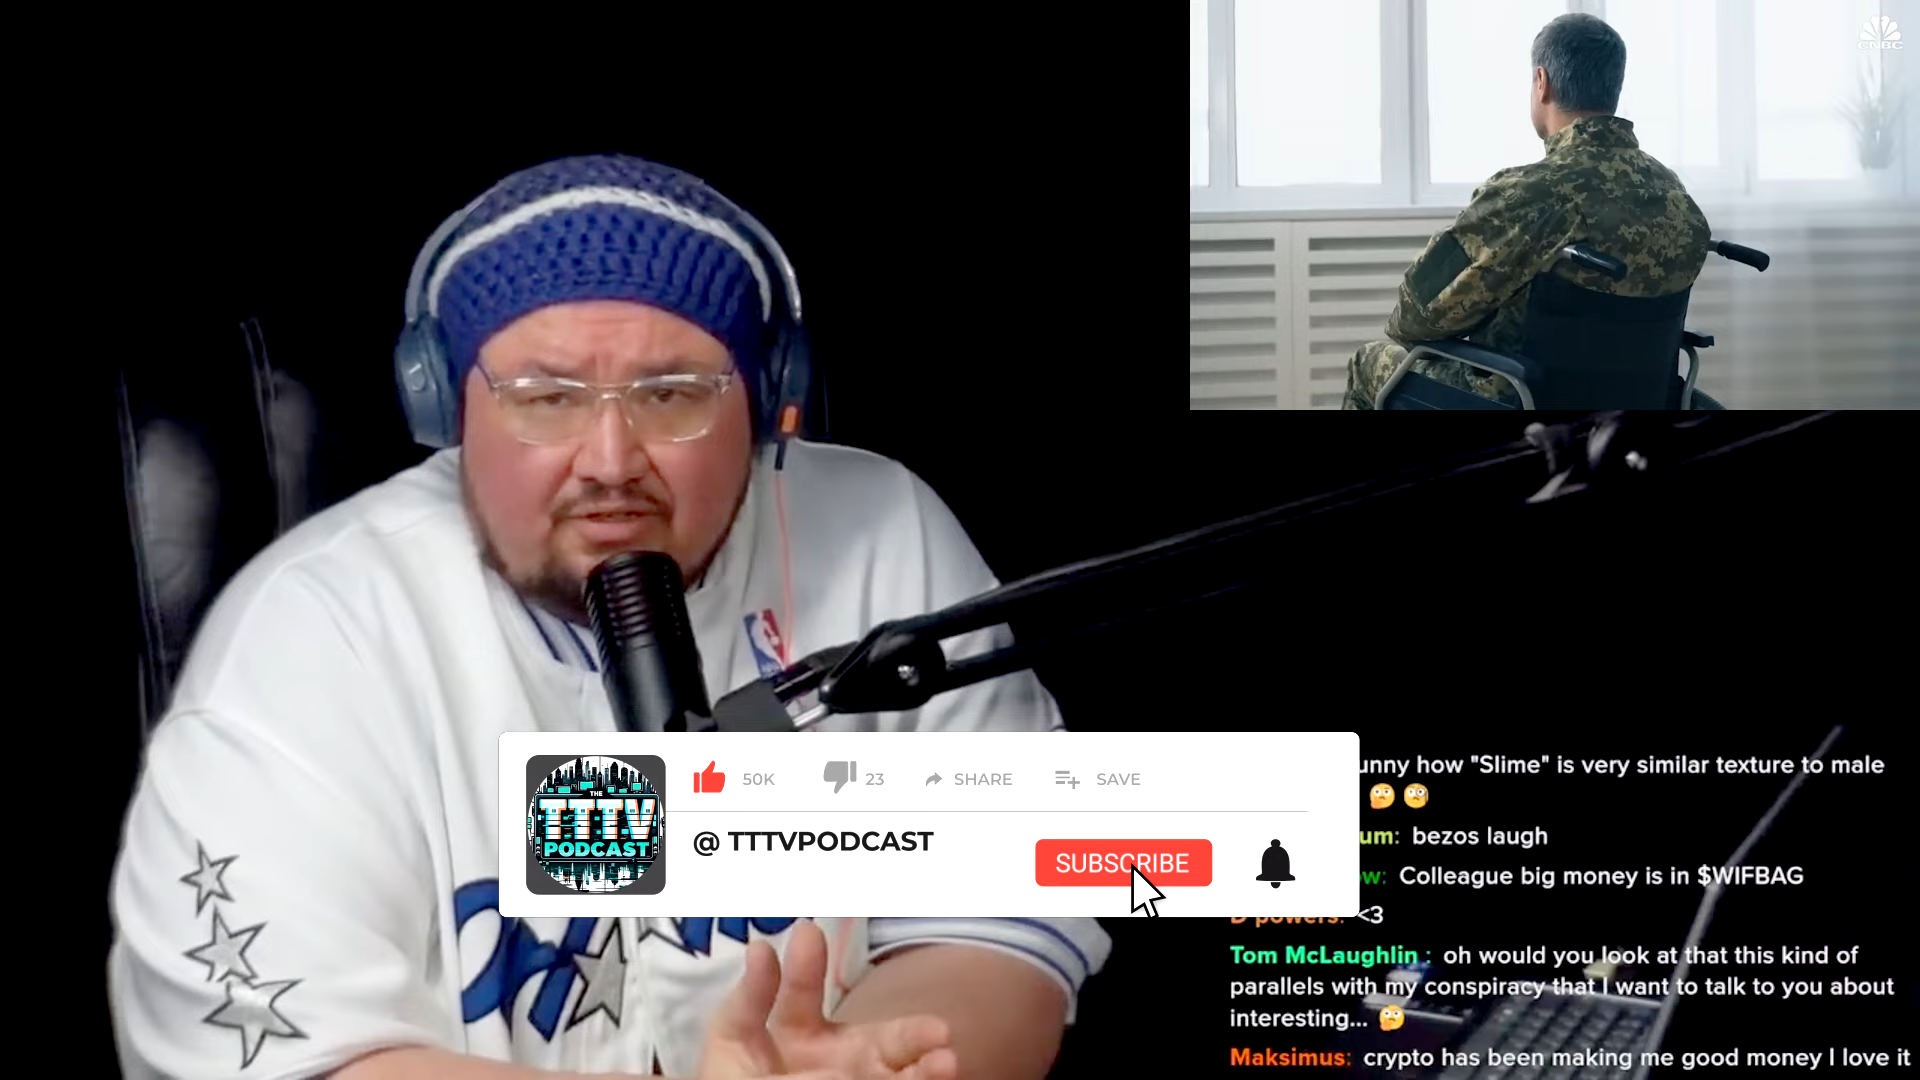 CNBC
50K
23
SHARE
SAVE
THE
TTTV
PODCAST
@ TTTVPODCAST
SUBSCRIBE
how "Slime" is very similar texture to male
🤔 🧐
bezos laugh
Colleague big money is in $WIFBAG
D powers: <3
Tom McLaughlin : oh would you look at that this kind of
parallels with my conspiracy that I want to talk to you about
interesting... 🤔
Maksimus: crypto has been making me good money I love it